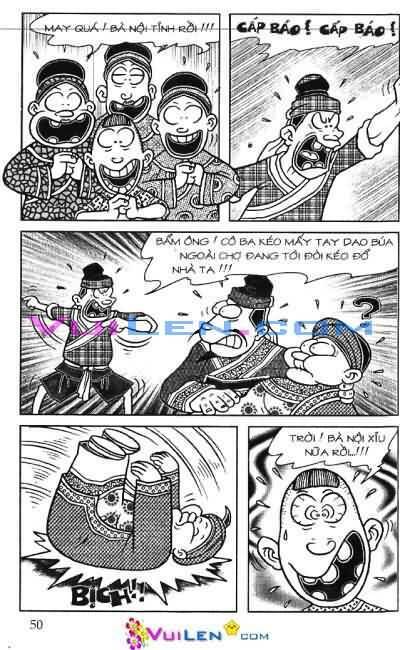 MAY QUÁ ! BÀ NỘI TỈNH RỒI !!!
CẤP BÁO ! CẤP BÁO !
BẨM ÔNG ! CÔ BA KÉO MẤY TAY DAO BÚA
NGOÀI CHỢ ĐANG TỚI ĐÒI KÉO ĐỔ
NHÀ TA !!!
?
VUILEN.COM
TRỜI ! BÀ NỘI XỈU
NỮA RỒI...!!!
BỊCH!!
50
VUILEN.COM